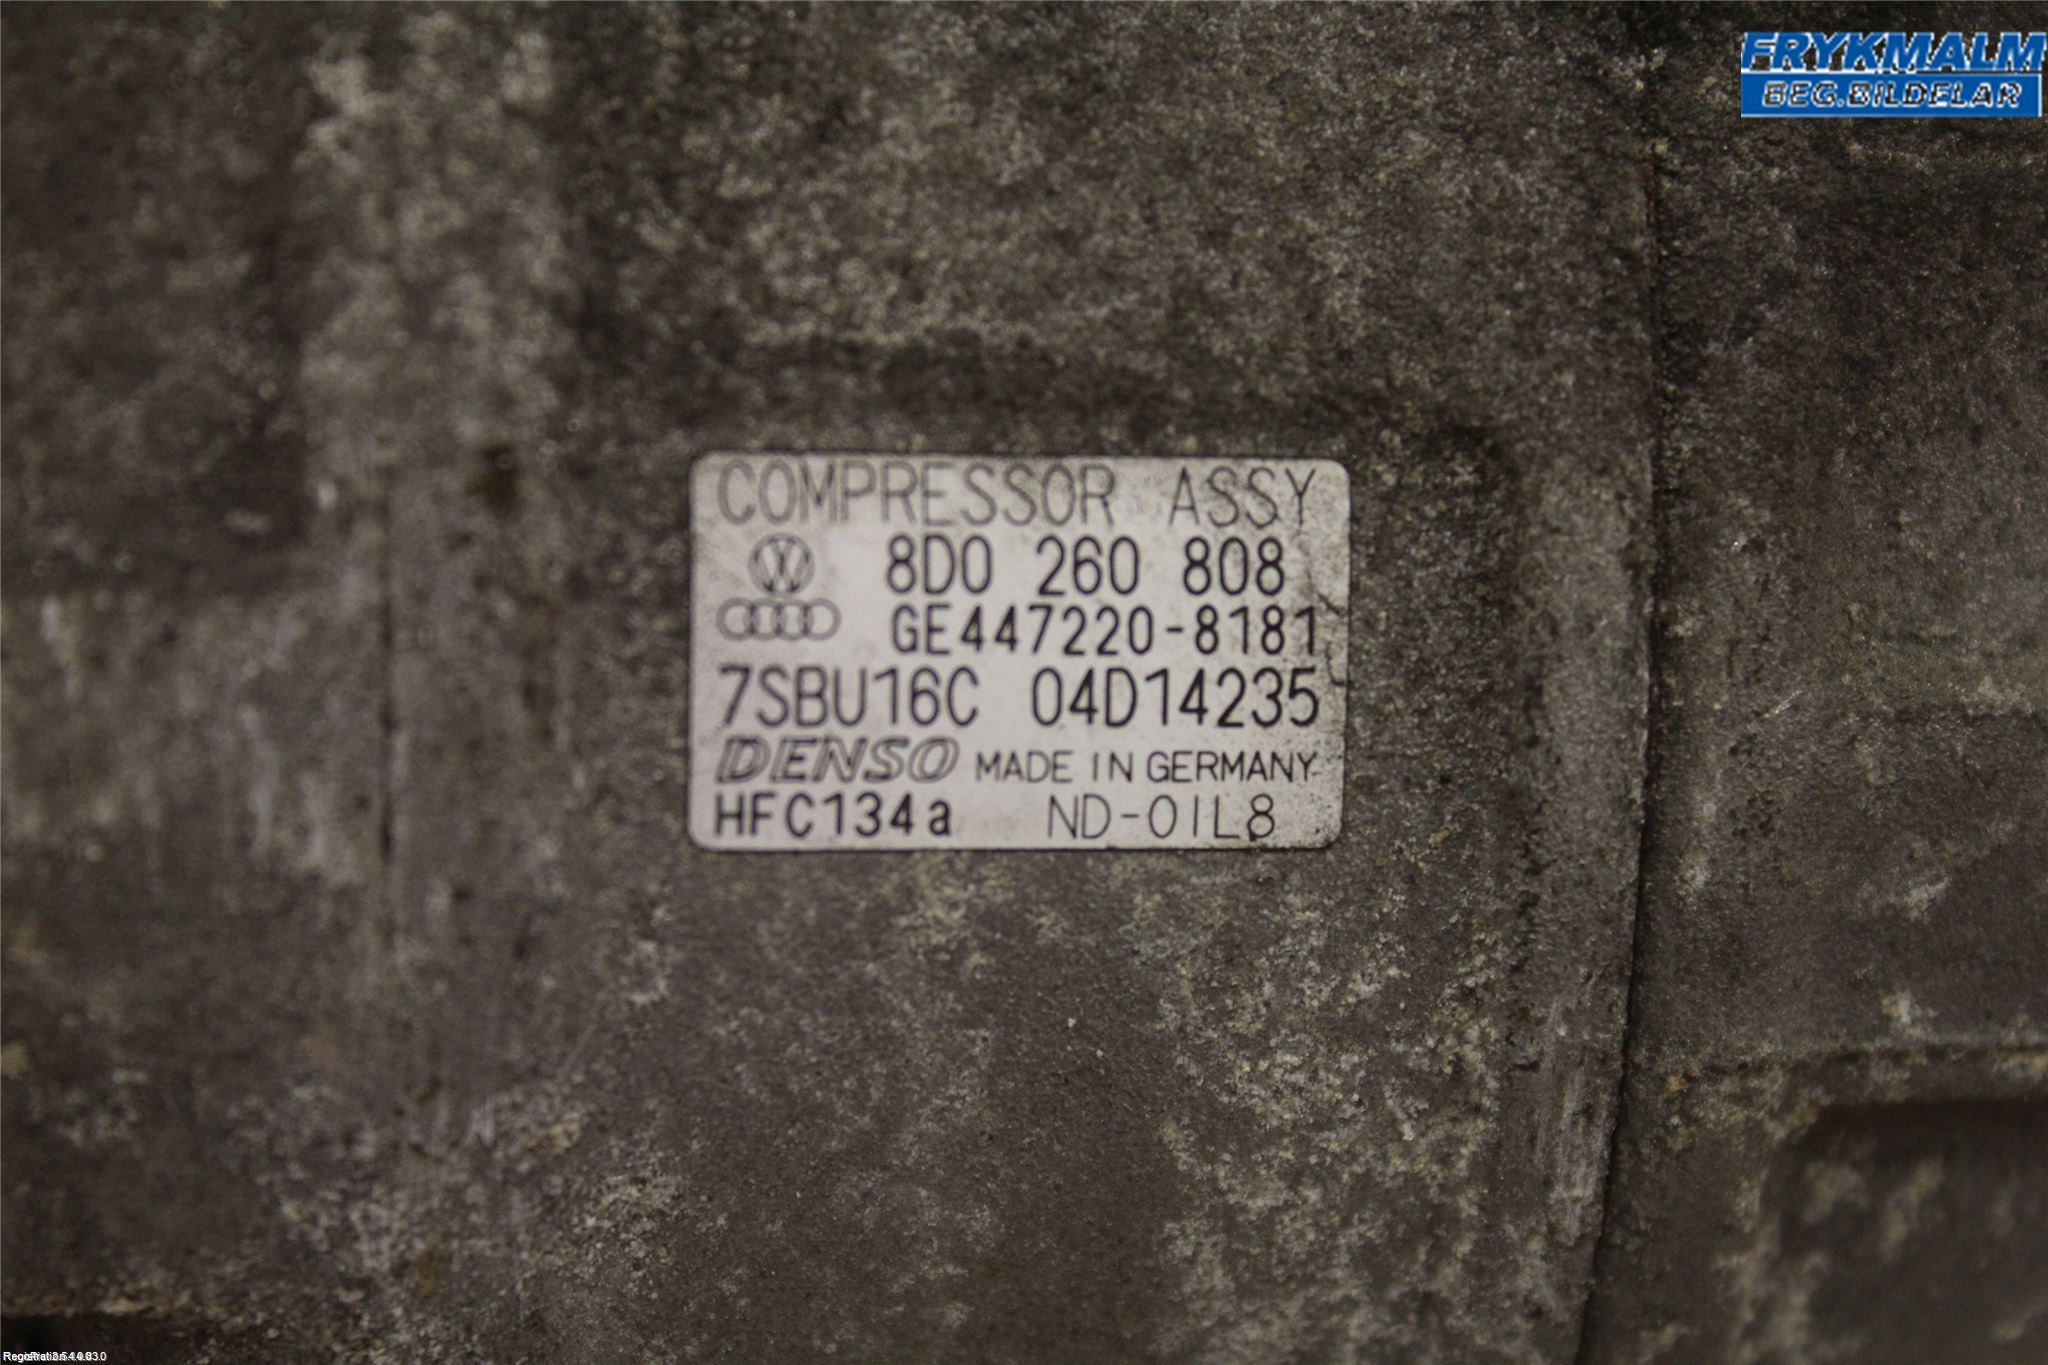 FRYKMALM
BEG.BILDELAR
COMPRESSOR ASSY
8D0 260 808
GE447220-8181
7SBU16C 04D14235
DENSO MADE IN GERMANY
HFC134a ND-OIL8